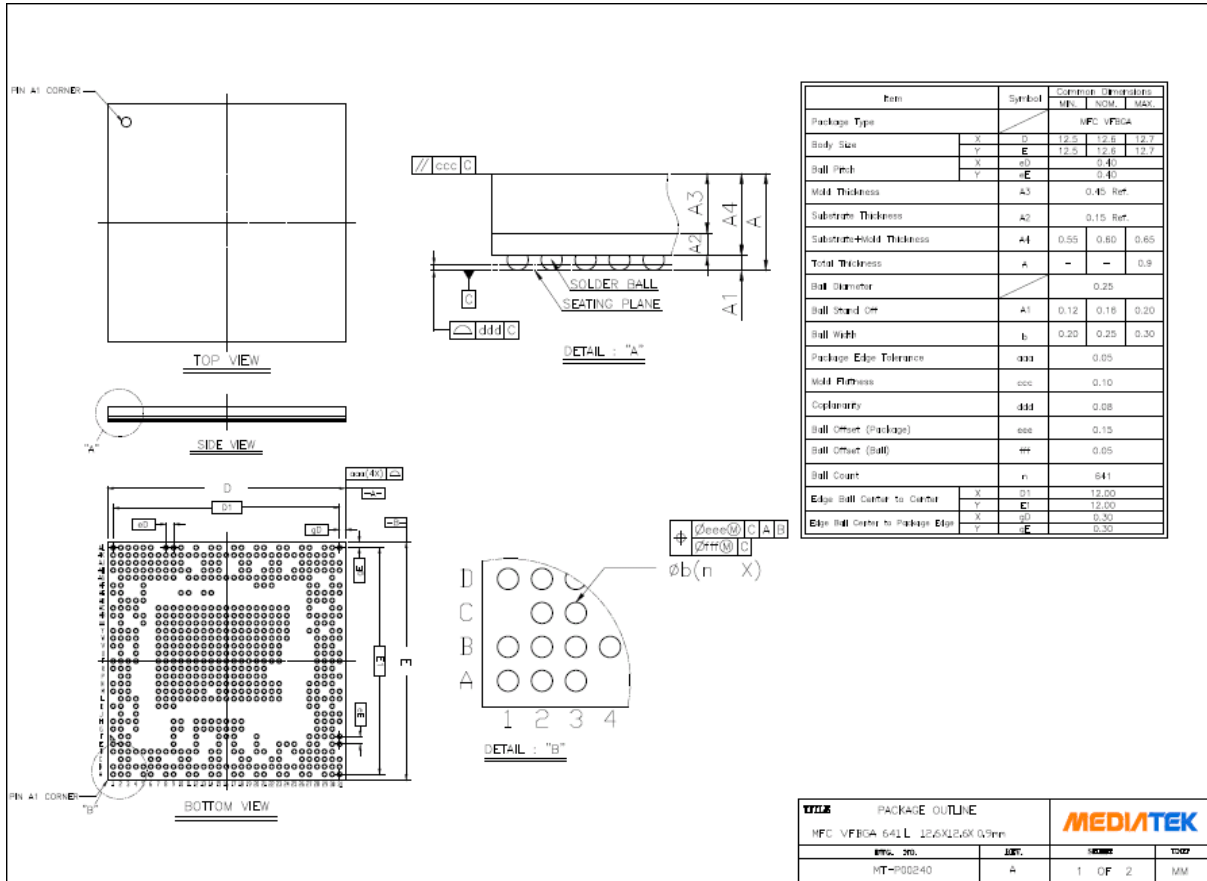 PIN A1 CORNER
TOP VIEW
"A"
SIDE VIEW
// ccc C
A3
A4
A
A2
A1
SOLDER BALL
SEATING PLANE
C
ddd C
DETAIL : "A"
Item Symbol Common Dimensions
MIN. NOM. MAX.
Package Type MFC VFBGA
Body Size X D 12.5 12.6 12.7
Y E 12.5 12.6 12.7
Ball Pitch X eD 0.40
Y eE 0.40
Mold Thickness A3 0.45 Ref.
Substrate Thickness A2 0.15 Ref.
Substrate+Mold Thickness A4 0.55 0.60 0.65
Total Thickness A - - 0.9
Ball Diameter 0.25
Ball Stand Off A1 0.12 0.16 0.20
Ball Width b 0.20 0.25 0.30
Package Edge Tolerance aaa 0.05
Mold Flatness ccc 0.10
Coplanarity ddd 0.08
Ball Offset (Package) eee 0.15
Ball Offset (Ball) fff 0.05
Ball Count n 641
Edge Ball Center to Center X D1 12.00
Y E1 12.00
Edge Ball Center to Package Edge X gD 0.30
Y gE 0.30
aaa(4X)
D
-A-
D1
eD
gD
-B-
gE
E1
E
eE
PIN A1 CORNER
"B"
BOTTOM VIEW
Øeee Ⓜ C A B
Øfff Ⓜ C
Øb(n X)
D
C
B
A
1 2 3 4
DETAIL : "B"
TITLE PACKAGE OUTLINE
MFC VFBGA 641L 12.6X12.6X0.9mm
MEDIATEK
DWG. NO. REV. SHEET UNIT
MT-P00240 A 1 OF 2 MM